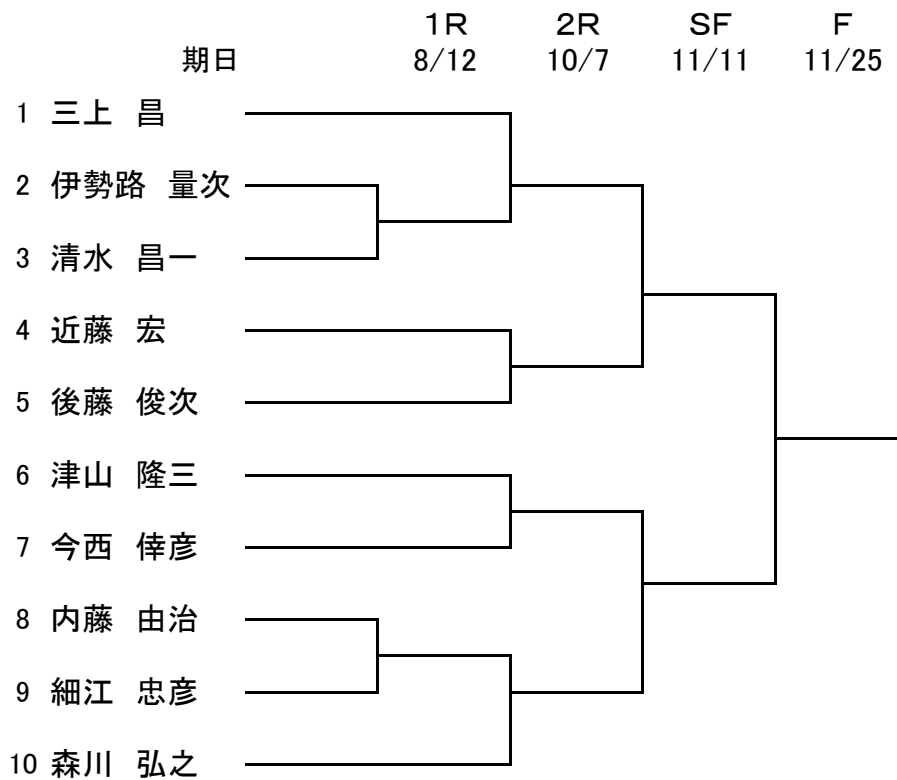 1R 2R SF F
期日 8/12 10/7 11/11 11/25
1 三上 昌
2 伊勢路 量次
3 清水 昌一
4 近藤 宏
5 後藤 俊次
6 津山 隆三
7 今西 倖彦
8 内藤 由治
9 細江 忠彦
10 森川 弘之